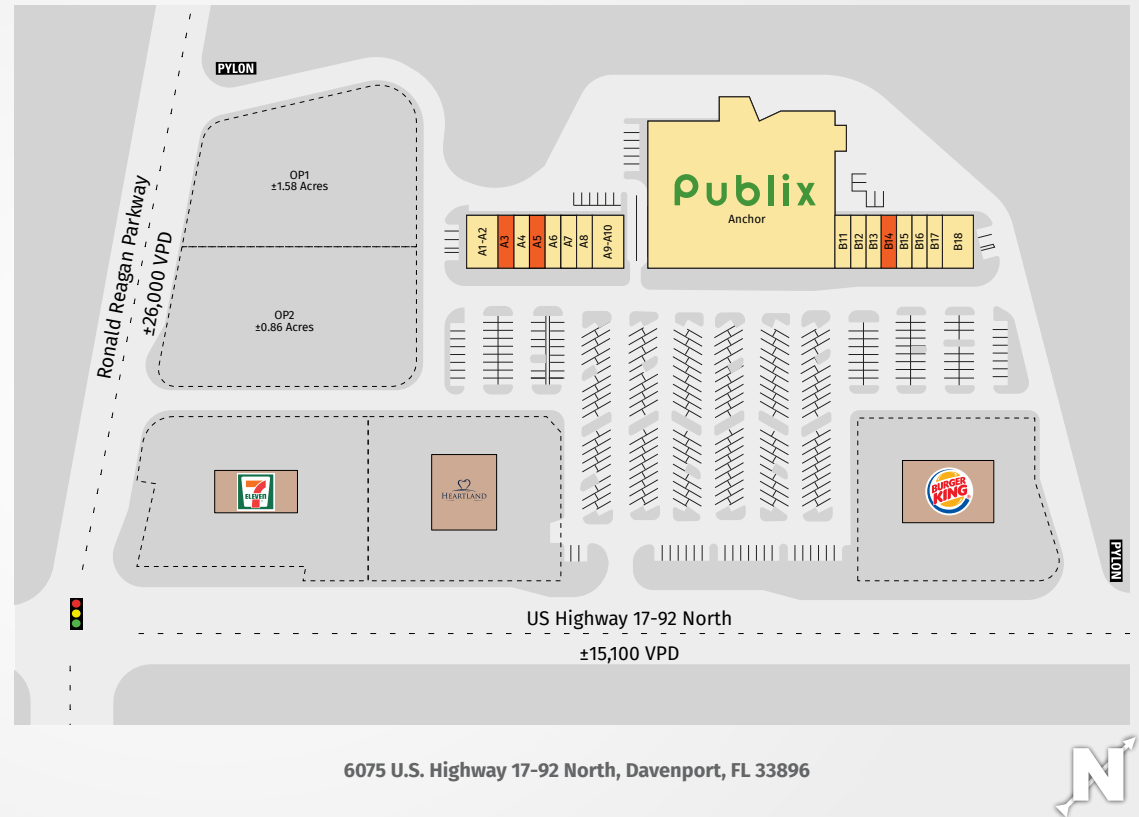 PYLON
OP1
±1.58 Acres
Ronald Reagan Parkway
±26,000 VPD
OP2
±0.86 Acres
Publix
Anchor
A1-A2
A3
A4
A5
A6
A7
A8
A9-A10
B11
B12
B13
B14
B15
B16
B17
B18
7
ELEVEN
HEARTLAND
BURGER
KING
PYLON
US Highway 17-92 North
±15,100 VPD
6075 U.S. Highway 17-92 North, Davenport, FL 33896
N